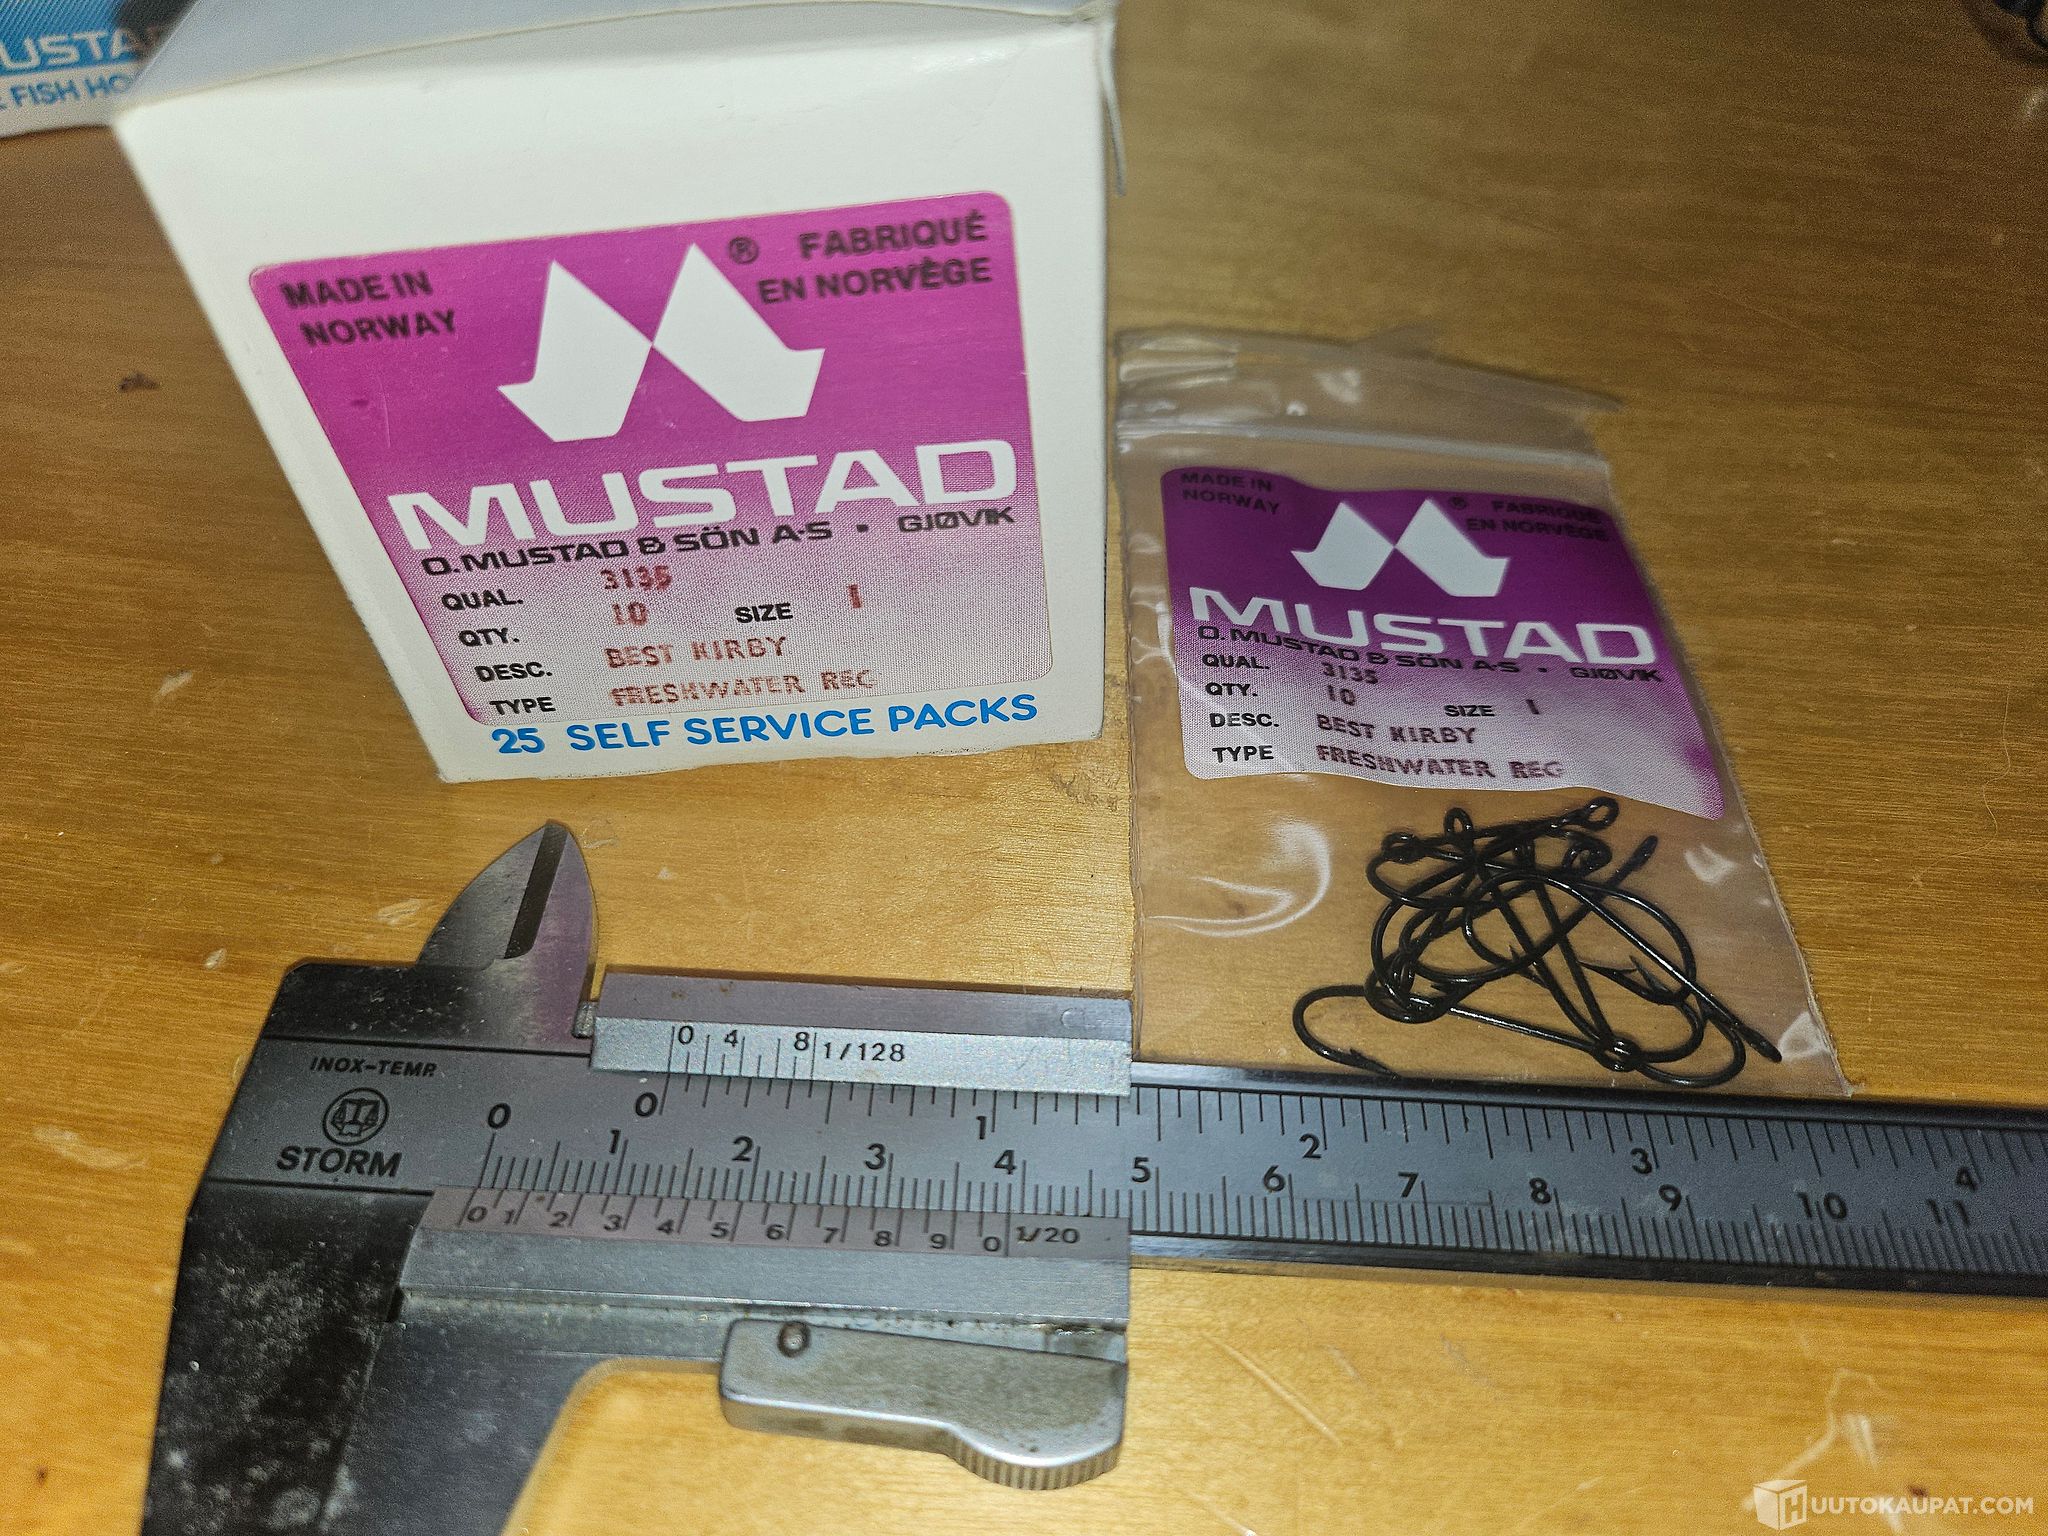 MUSTAD
FISH HO
MADE IN
NORWAY
® FABRIQUÉ
EN NORVÈGE
MUSTAD
O. MUSTAD & SÖN A·S • GJØVIK
QUAL. 3135
QTY. 10 SIZE 1
DESC. BEST KIRBY
TYPE FRESHWATER REG
25 SELF SERVICE PACKS
MADE IN
NORWAY
® FABRIQUÉ
EN NORVÈGE
MUSTAD
O. MUSTAD & SÖN A·S • GJØVIK
QUAL. 3135
QTY. 10 SIZE 1
DESC. BEST KIRBY
TYPE FRESHWATER REG
0 4 8 1/128
INOX-TEMP.
STORM
0 1 2 3 4
0 1 2 3 4 5 6 7 8 9 10 11
0 1 2 3 4 5 6 7 8 9 0 1/20
HUUTOKAUPAT.COM